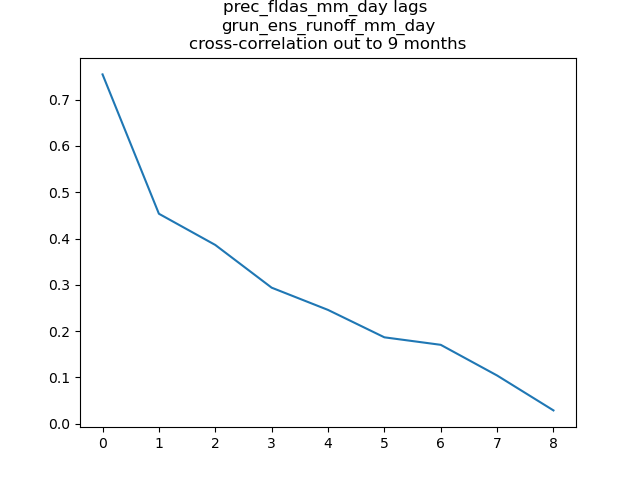 prec_fldas_mm_day lags
grun_ens_runoff_mm_day
cross-correlation out to 9 months
0.7
0.6
0.5
0.4
0.3
0.2
0.1
0.0
0 1 2 3 4 5 6 7 8